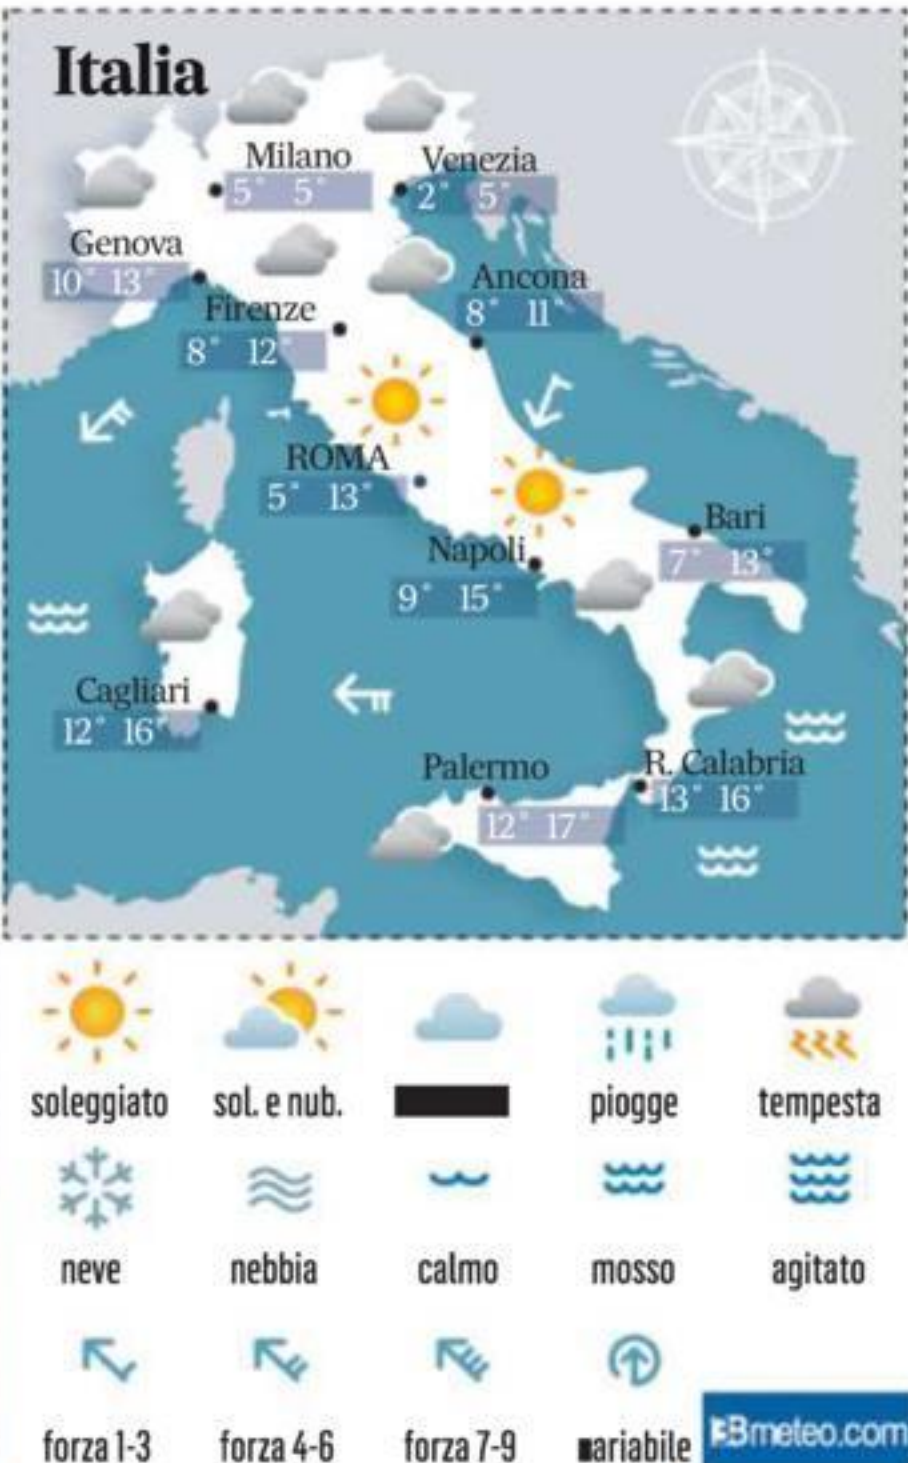 Italia
Milano
5° 5°
Venezia
2° 5°
Genova
10° 13°
Firenze
8° 12°
Ancona
8° 11°
ROMA
5° 13°
Napoli
9° 15°
Bari
7° 13°
Cagliari
12° 16°
Palermo
12° 17°
R. Calabria
13° 16°
soleggiato sol. e nub. piogge tempesta
neve nebbia calmo mosso agitato
forza 1-3 forza 4-6 forza 7-9 ariabile
Bmeteo.com